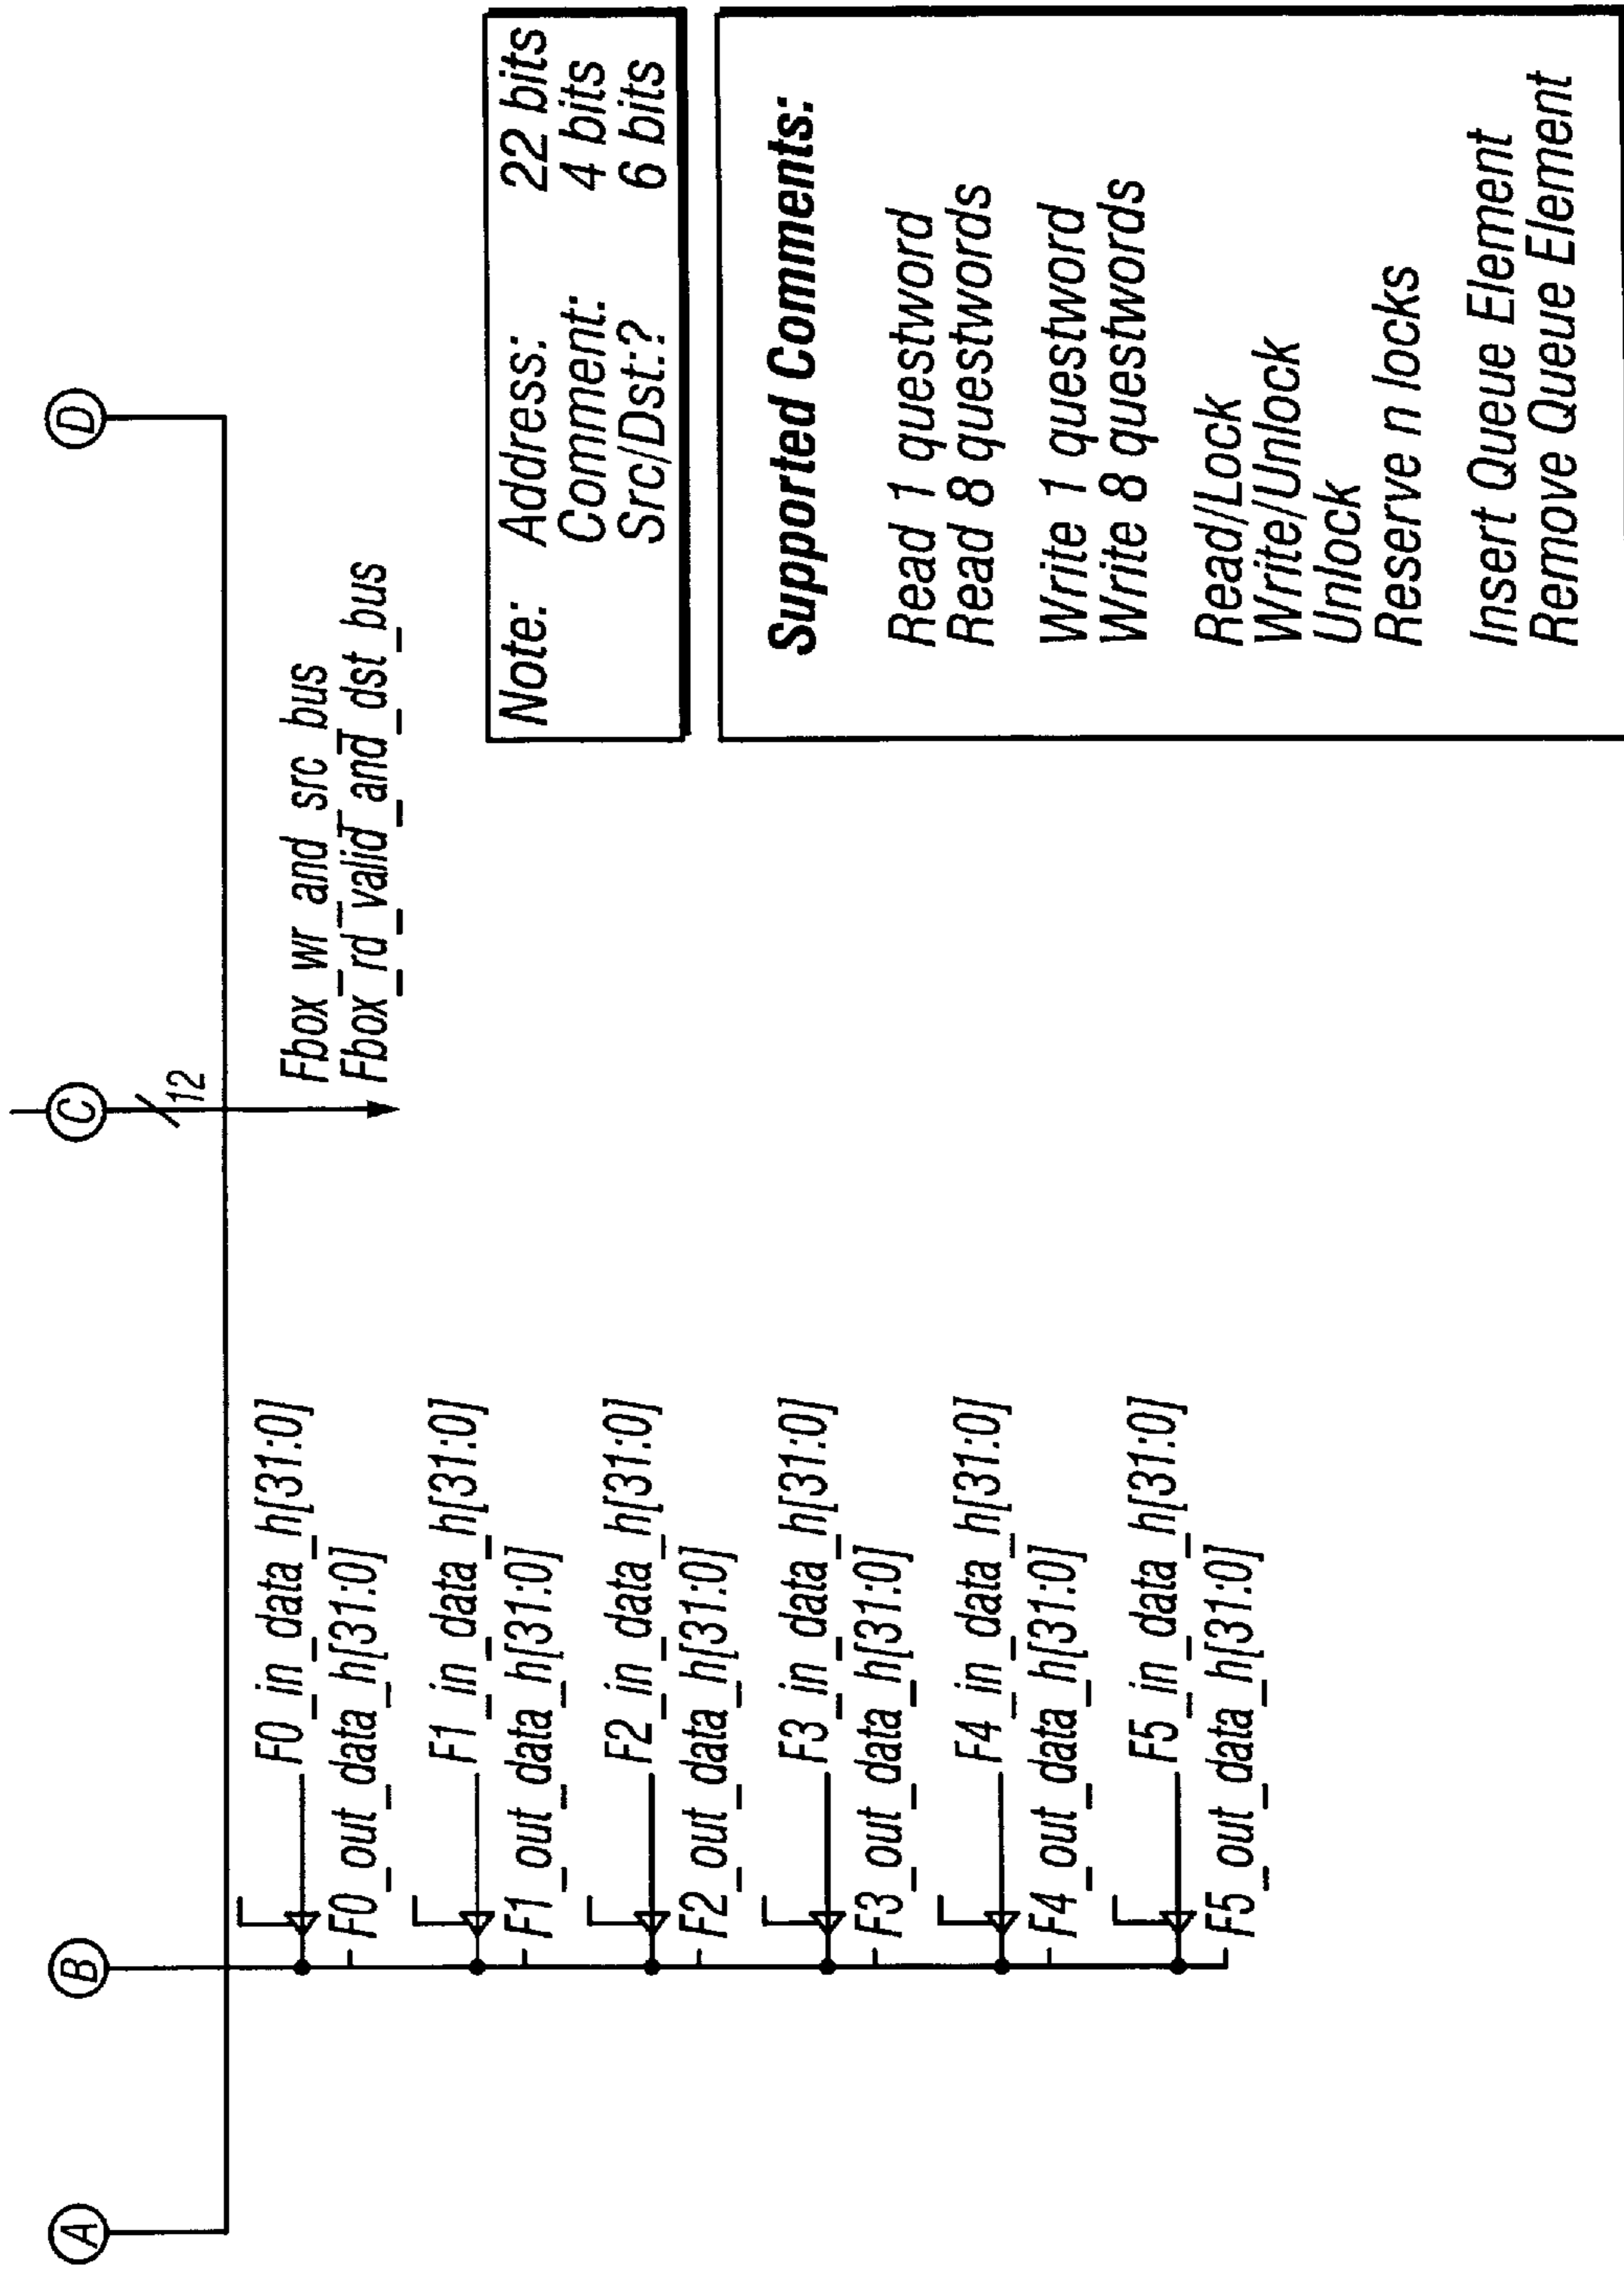 A
B
C
D
12
Fbox_wr_and_src_bus
Fbox_rd_valid_and_dst_bus
F0_in_data_h[31:0]
F0_out_data_h[31:0]
F1_in_data_h[31:0]
F1_out_data_h[31:0]
F2_in_data_h[31:0]
F2_out_data_h[31:0]
F3_in_data_h[31:0]
F3_out_data_h[31:0]
F4_in_data_h[31:0]
F4_out_data_h[31:0]
F5_in_data_h[31:0]
F5_out_data_h[31:0]
Note: Address: 22 bits
Comment: 4 bits
Src/Dst:? 6 bits
Supported Comments:
Read 1 questword
Read 8 questwords
Write 1 questword
Write 8 questwords
Read/Lock
Write/Unlock
Unlock
Reserve n locks
Insert Queue Element
Remove Queue Element